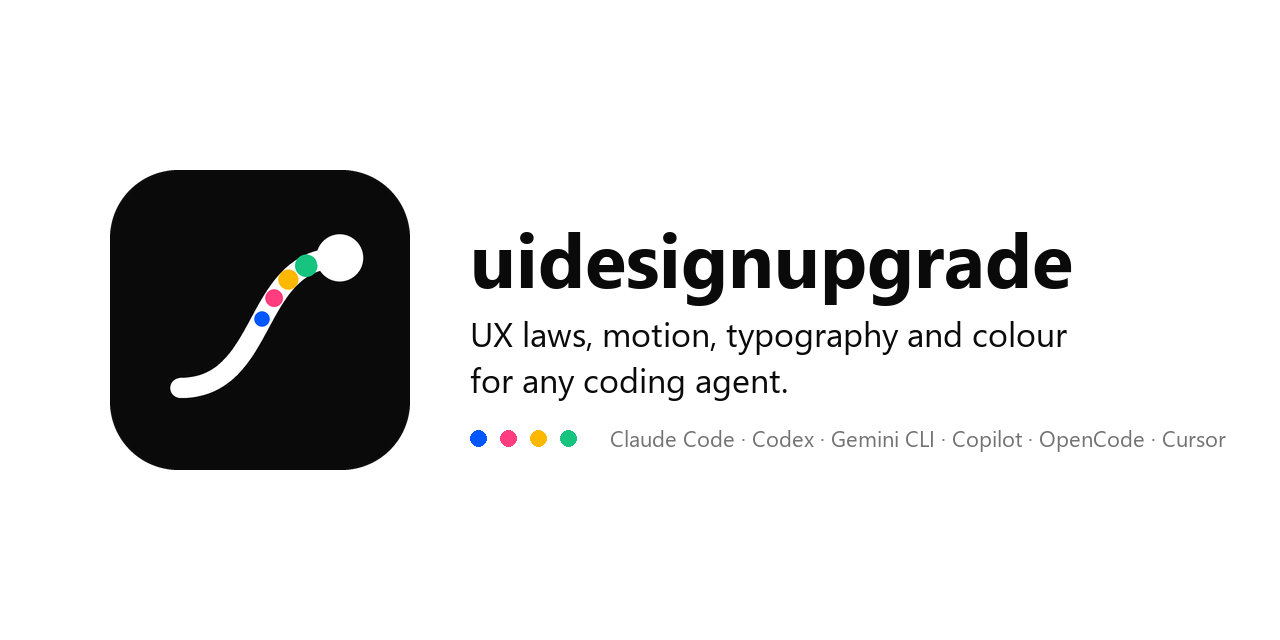 uidesignupgrade
UX laws, motion, typography and colour
for any coding agent.
Claude Code · Codex · Gemini CLI · Copilot · OpenCode · Cursor